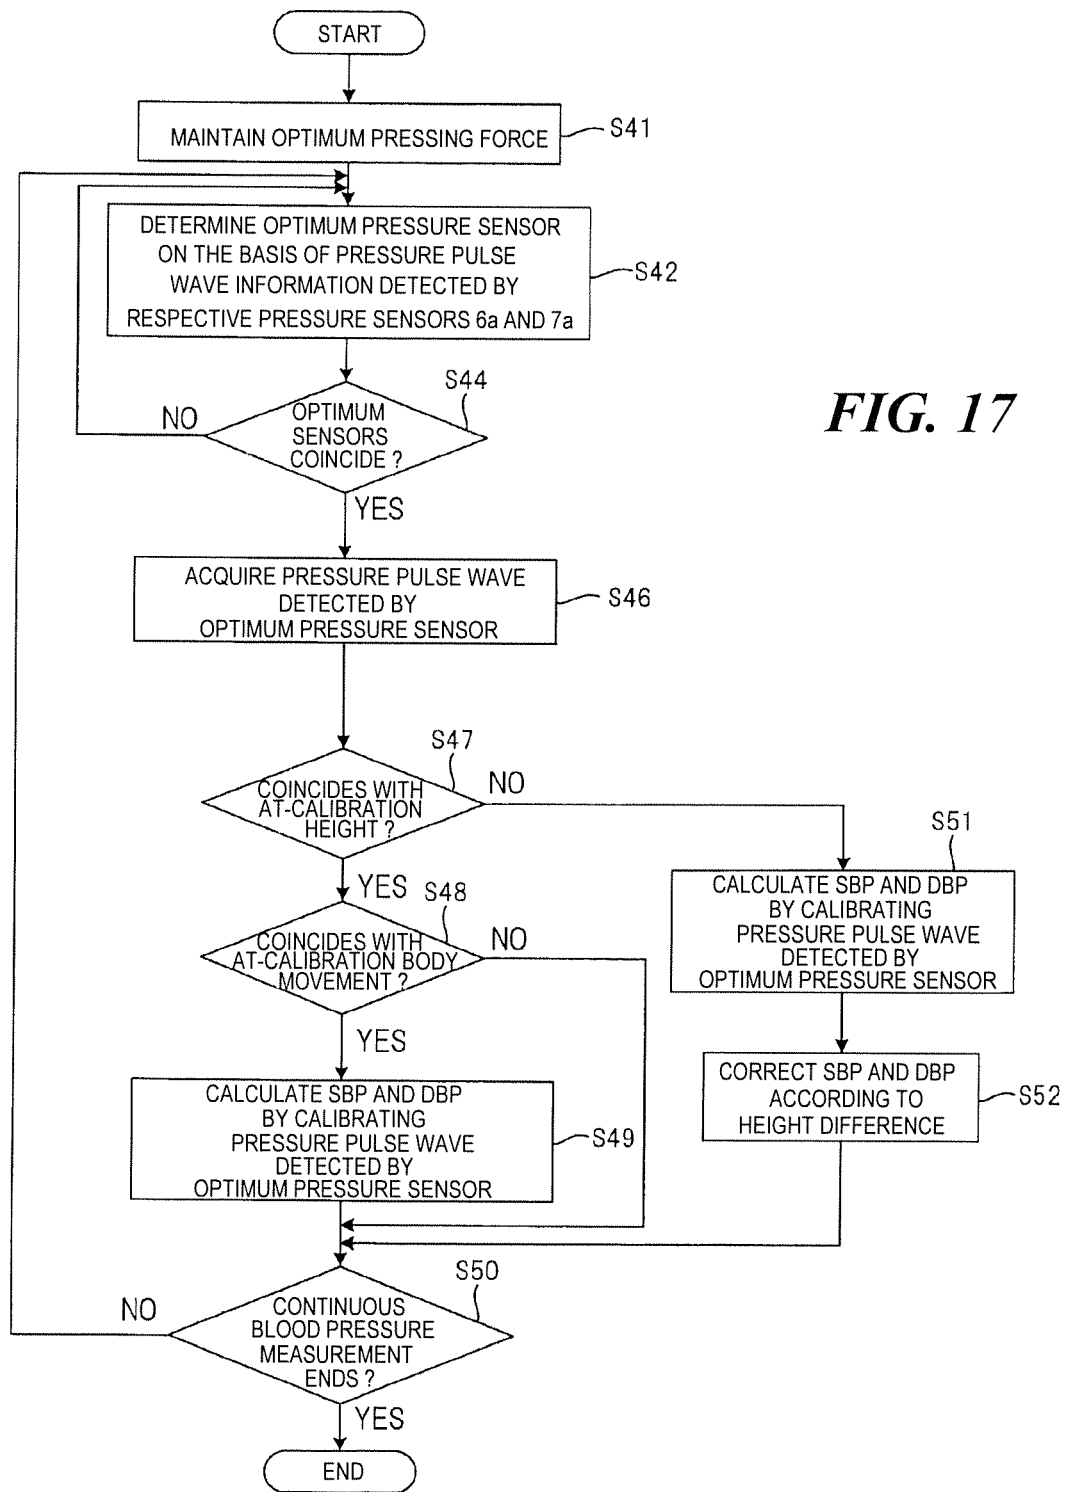 START
MAINTAIN OPTIMUM PRESSING FORCE
S41
DETERMINE OPTIMUM PRESSURE SENSOR
ON THE BASIS OF PRESSURE PULSE
WAVE INFORMATION DETECTED BY
RESPECTIVE PRESSURE SENSORS 6a AND 7a
S42
S44
NO
OPTIMUM
SENSORS
COINCIDE ?
FIG. 17
YES
ACQUIRE PRESSURE PULSE WAVE
DETECTED BY
OPTIMUM PRESSURE SENSOR
S46
S47
NO
COINCIDES WITH
AT-CALIBRATION
HEIGHT ?
YES
S48
NO
COINCIDES WITH
AT-CALIBRATION BODY
MOVEMENT ?
YES
S51
CALCULATE SBP AND DBP
BY CALIBRATING
PRESSURE PULSE WAVE
DETECTED BY
OPTIMUM PRESSURE SENSOR
CORRECT SBP AND DBP
ACCORDING TO
HEIGHT DIFFERENCE
S52
CALCULATE SBP AND DBP
BY CALIBRATING
PRESSURE PULSE WAVE
DETECTED BY
OPTIMUM PRESSURE SENSOR
S49
S50
NO
CONTINUOUS
BLOOD PRESSURE
MEASUREMENT
ENDS ?
YES
END